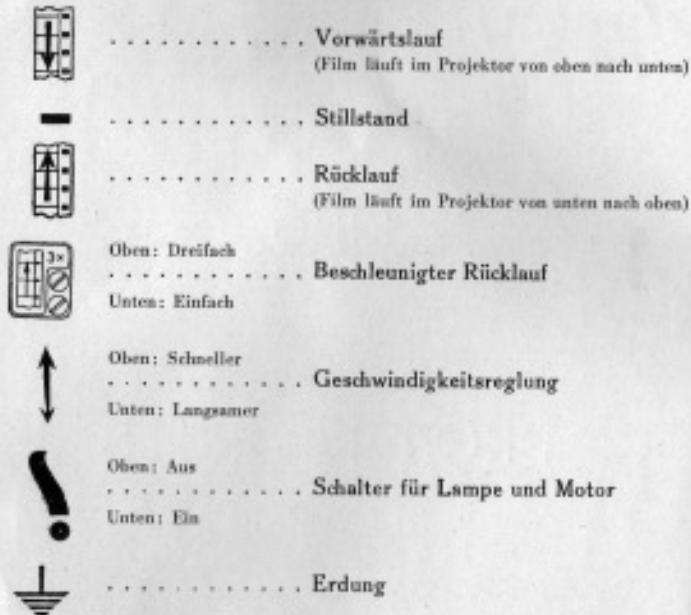 . . . . . . . . . . . . Vorwärtslauf
(Film läuft im Projektor von oben nach unten)
. . . . . . . . . . . . Stillstand
. . . . . . . . . . . . Rücklauf
(Film läuft im Projektor von unten nach oben)
3×
Oben: Dreifach
. . . . . . . . . . . . Beschleunigter Rücklauf
Unten: Einfach
Oben: Schneller
. . . . . . . . . . . . Geschwindigkeitsreglung
Unten: Langsamer
Oben: Aus
. . . . . . . . . . . . Schalter für Lampe und Motor
Unten: Ein
. . . . . . . . . . . . Erdung